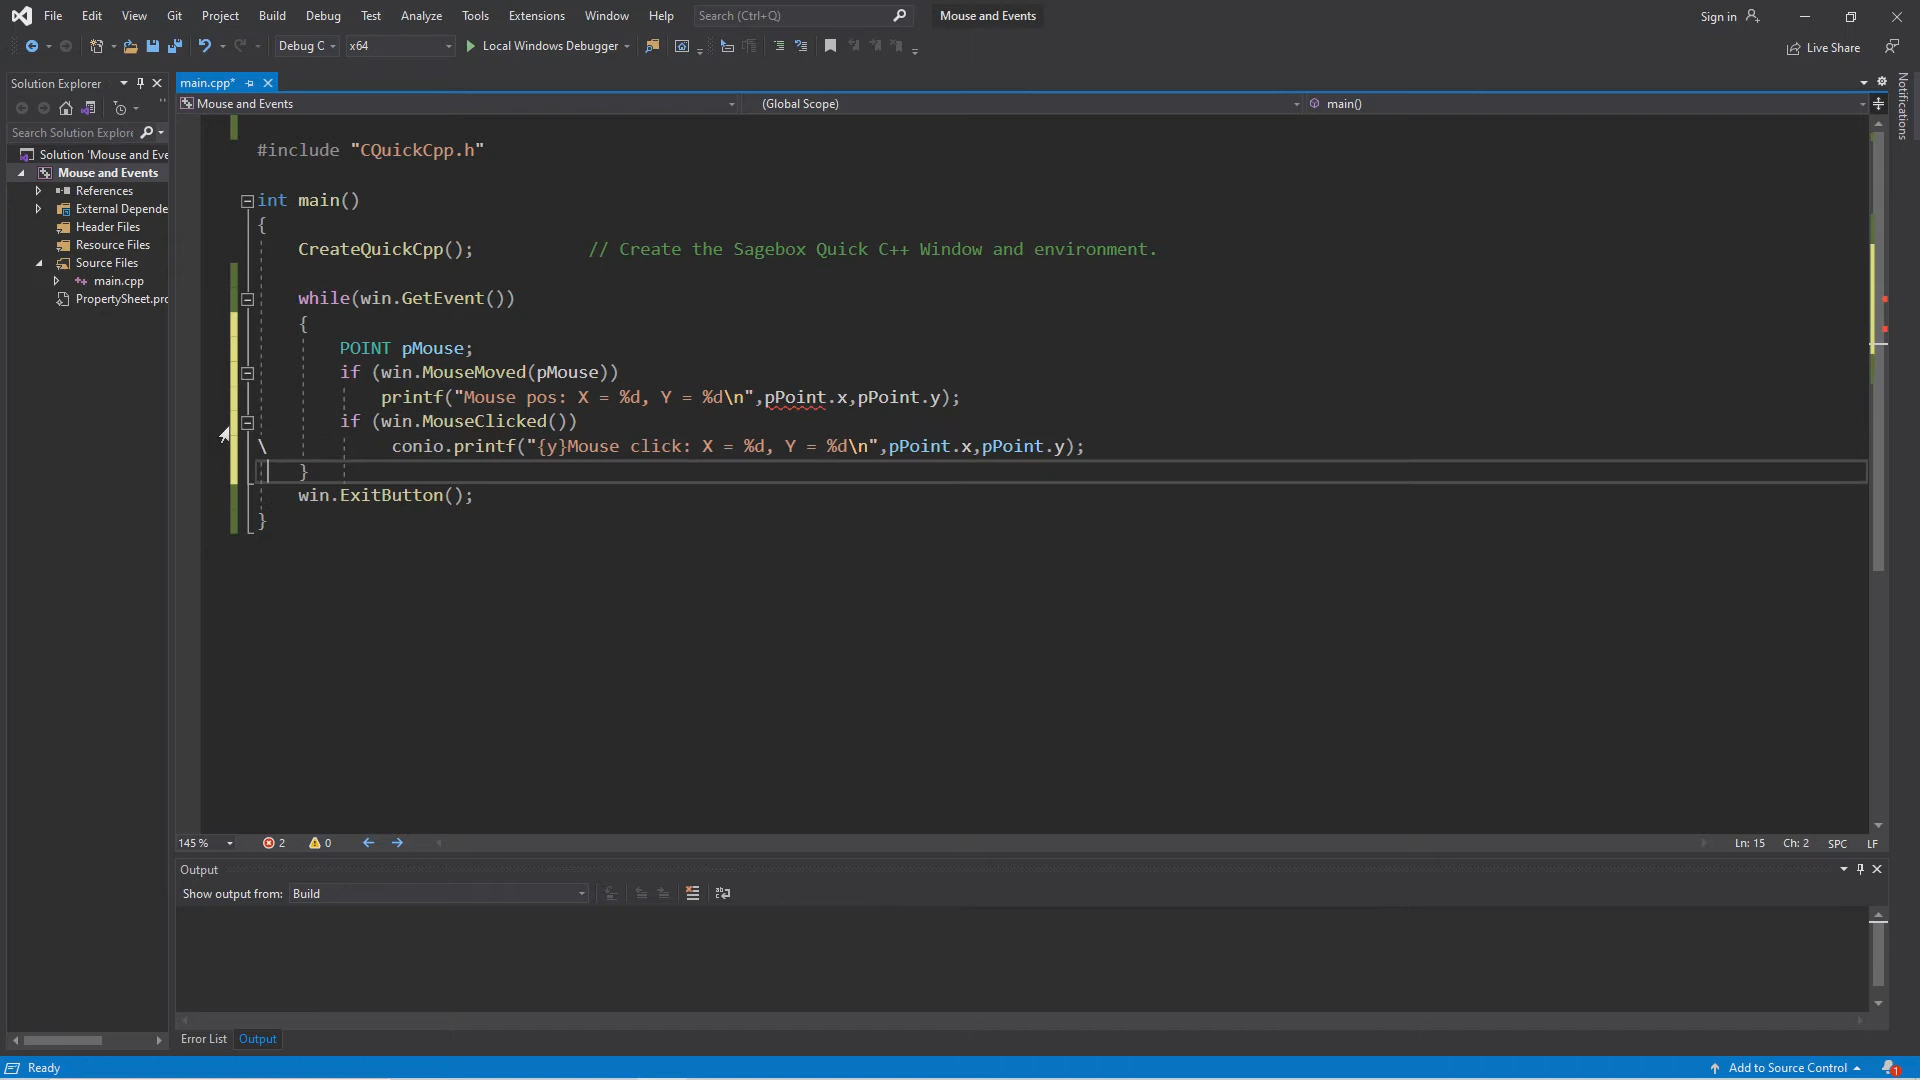 File Edit View Git Project Build Debug Test Analyze Tools Extensions Window Help Search (Ctrl+Q) Mouse and Events Sign in
Debug C x64 Local Windows Debugger Live Share
Solution Explorer
Search Solution Explore
Solution 'Mouse and Eve
Mouse and Events
References
External Depende
Header Files
Resource Files
Source Files
main.cpp
PropertySheet.pro
main.cpp*
Mouse and Events (Global Scope) main()
#include "CQuickCpp.h"
int main()
{
CreateQuickCpp(); // Create the Sagebox Quick C++ Window and environment.
while(win.GetEvent())
{
POINT pMouse;
if (win.MouseMoved(pMouse))
printf("Mouse pos: X = %d, Y = %d\n",pPoint.x,pPoint.y);
if (win.MouseClicked())
\ conio.printf("{y}Mouse click: X = %d, Y = %d\n",pPoint.x,pPoint.y);
}
win.ExitButton();
}
145 % 2 0 Ln: 15 Ch: 2 SPC LF
Output
Show output from: Build
Error List Output
Ready Add to Source Control 1
Notifications